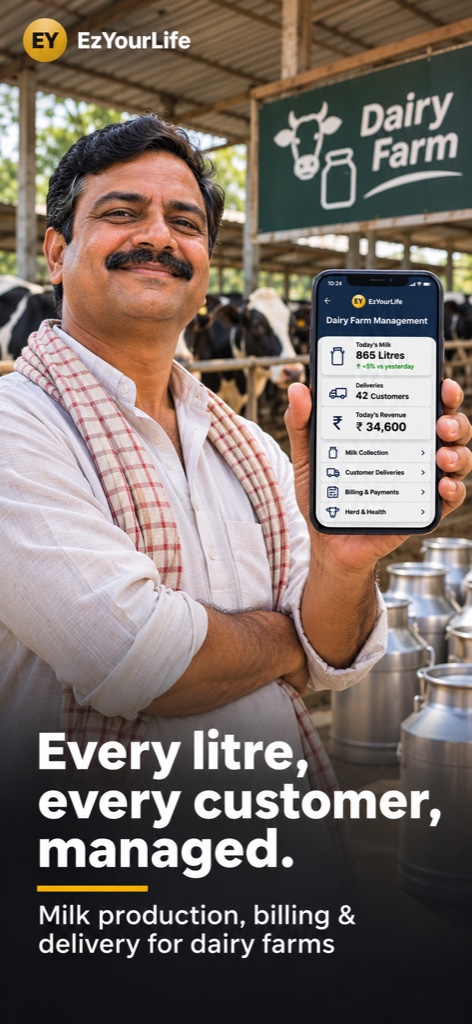 EY EzYourLife
Dairy
Farm
10:24
EzYourLife
Dairy Farm Management
Today's Milk
865 Litres
↑ +5% vs yesterday
Deliveries
42 Customers
Today's Revenue
₹ 34,600
Milk Collection
Customer Deliveries
Billing & Payments
Herd & Health
Every litre,
every customer,
managed.
Milk production, billing &
delivery for dairy farms